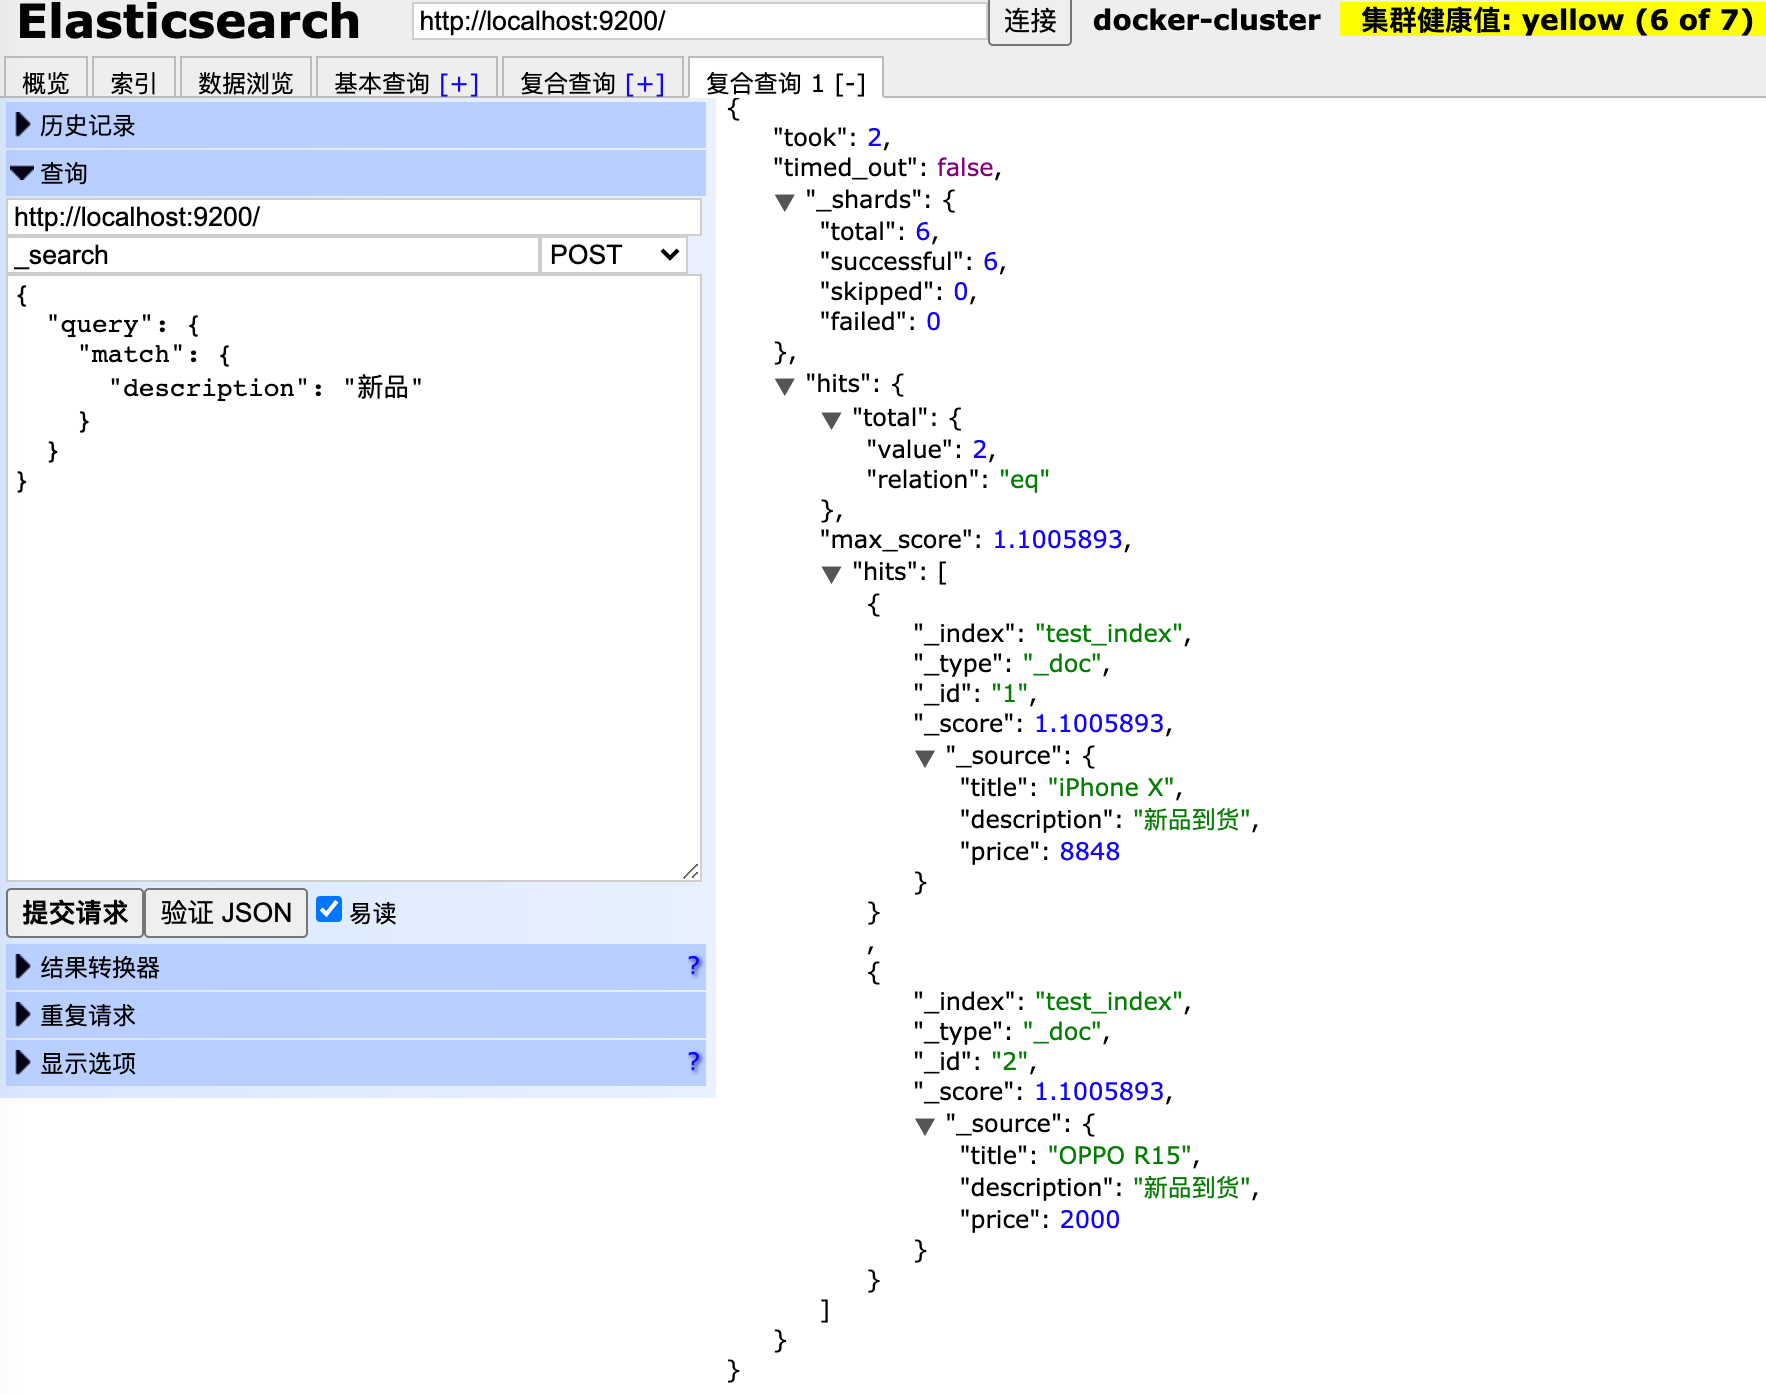 Elasticsearch http://localhost:9200/ 连接 docker-cluster 集群健康值: yellow (6 of 7)
概览 索引 数据浏览 基本查询 [+] 复合查询 [+] 复合查询 1 [-]
历史记录
查询
http://localhost:9200/
_search POST
{
"query": {
"match": {
"description": "新品"
}
}
}
提交请求 验证 JSON 易读
结果转换器 ?
重复请求
显示选项 ?
{
"took": 2,
"timed_out": false,
"_shards": {
"total": 6,
"successful": 6,
"skipped": 0,
"failed": 0
},
"hits": {
"total": {
"value": 2,
"relation": "eq"
},
"max_score": 1.1005893,
"hits": [
{
"_index": "test_index",
"_type": "_doc",
"_id": "1",
"_score": 1.1005893,
"_source": {
"title": "iPhone X",
"description": "新品到货",
"price": 8848
}
}
,
{
"_index": "test_index",
"_type": "_doc",
"_id": "2",
"_score": 1.1005893,
"_source": {
"title": "OPPO R15",
"description": "新品到货",
"price": 2000
}
}
]
}
}